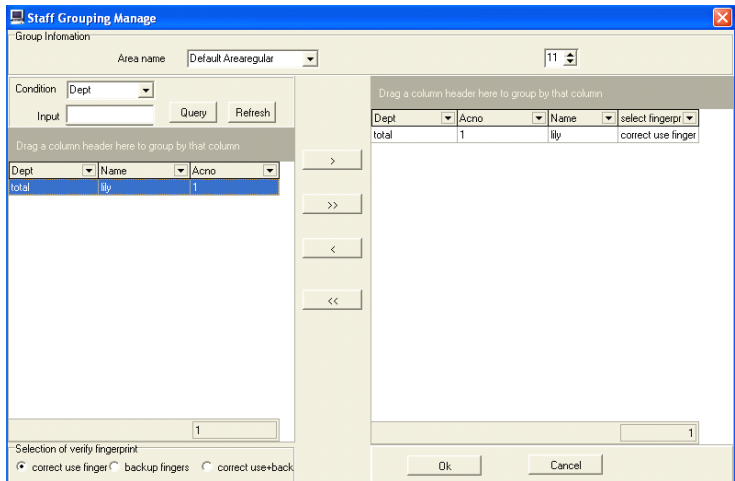 Staff Grouping Manage
Group Infomation
Area name Default Arearegular 11
Condition Dept
Input Query Refresh
Drag a column header here to group by that column
Dept Name Acno
total lily 1
1
Selection of verify fingerprint
correct use finger backup fingers correct use+back
>
>>
<
<<
Drag a column header here to group by that column
Dept Acno Name select fingerpr
total 1 lily correct use finger
1
Ok Cancel